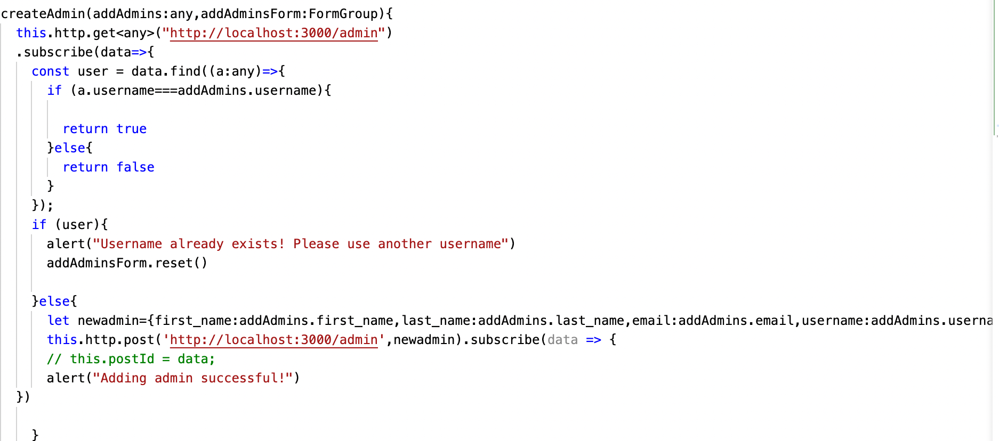 createAdmin(addAdmins:any,addAdminsForm:FormGroup){
this.http.get<any>("http://localhost:3000/admin")
.subscribe(data=>{
const user = data.find((a:any)=>{
if (a.username===addAdmins.username){
return true
}else{
return false
}
});
if (user){
alert("Username already exists! Please use another username")
addAdminsForm.reset()
}else{
let newadmin={first_name:addAdmins.first_name,last_name:addAdmins.last_name,email:addAdmins.email,username:addAdmins.userna
this.http.post('http://localhost:3000/admin',newadmin).subscribe(data => {
// this.postId = data;
alert("Adding admin successful!")
})
}